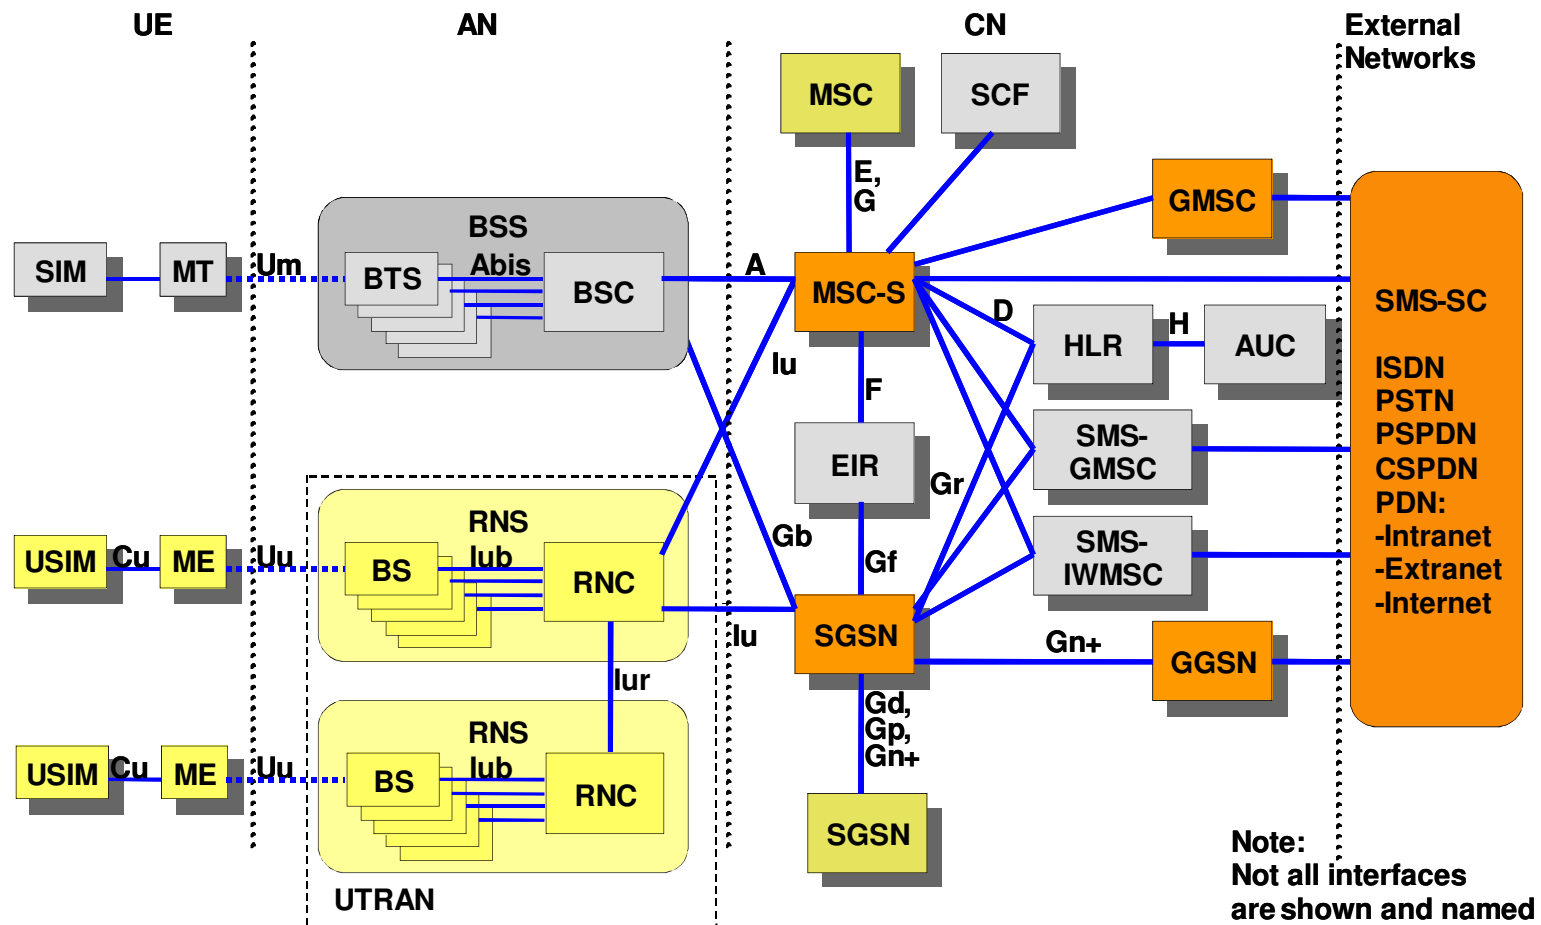 UE
AN
CN
External
Networks
MSC
SCF
E,
G
GMSC
BSS
SIM
MT
Um
BTS
Abis
BSC
A
MSC-S
SMS-SC
D
HLR
H
AUC
Iu
F
ISDN
PSTN
PSPDN
CSPDN
PDN:
-Intranet
-Extranet
-Internet
SMS-
GMSC
EIR
Gr
RNS
Gb
Gf
SMS-
IWMSC
USIM
Cu
ME
Uu
BS
Iub
RNC
SGSN
Iu
Gn+
GGSN
Iur
Gd,
Gp,
Gn+
RNS
USIM
Cu
ME
Uu
BS
Iub
RNC
SGSN
UTRAN
Note:
Not all interfaces
are shown and named